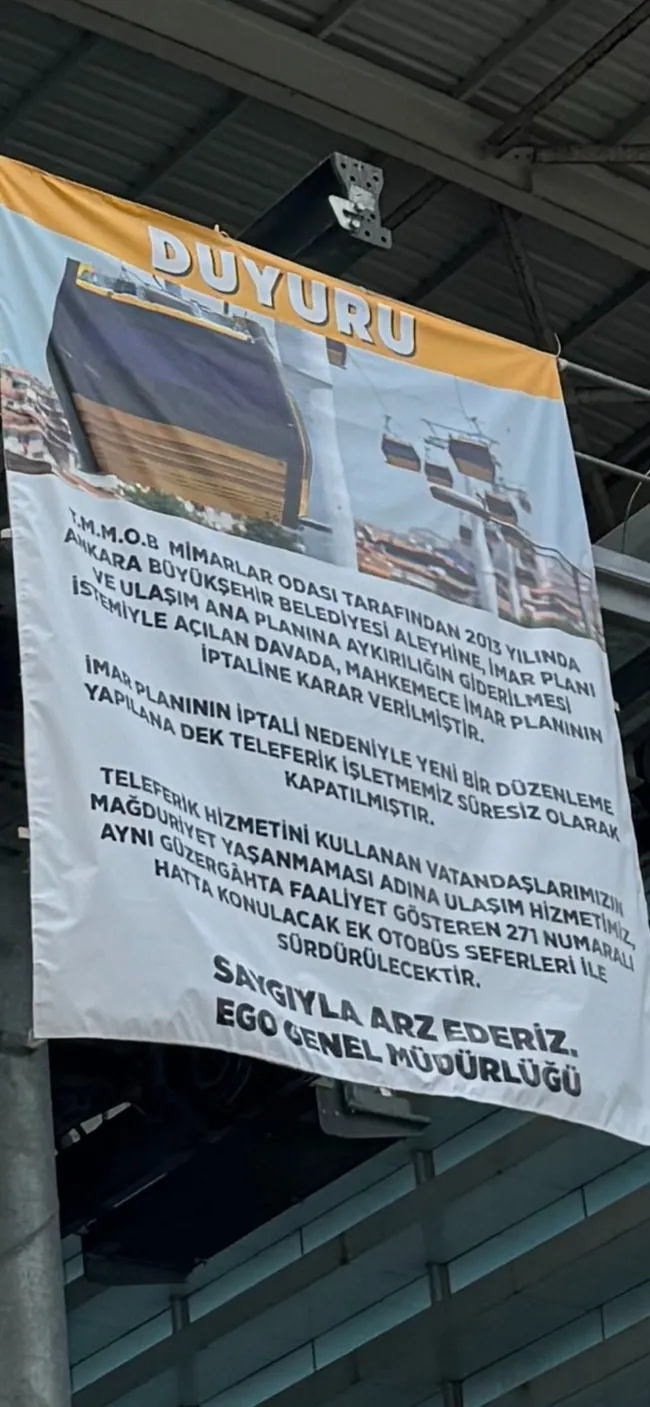 DUYURU
T.M.M.O.B MİMARLAR ODASI TARAFINDAN 2013 YILINDA
ANKARA BÜYÜKŞEHİR BELEDİYESİ ALEYHİNE, İMAR PLANI
VE ULAŞIM ANA PLANINA AYKIRILIĞIN GİDERİLMESİ
İSTEMİYLE AÇILAN DAVADA, MAHKEMECE İMAR PLANININ
İPTALİNE KARAR VERİLMİŞTİR.
İMAR PLANININ İPTALİ NEDENİYLE YENİ BİR DÜZENLEME
YAPILANA DEK TELEFERİK İŞLETMEMİZ SÜRESİZ OLARAK
KAPATILMIŞTIR.
TELEFERİK HİZMETİNİ KULLANAN VATANDAŞLARIMIZIN
MAĞDURİYET YAŞANMAMASI ADINA ULAŞIM HİZMETİMİZ,
AYNI GÜZERGÂHTA FAALİYET GÖSTEREN 271 NUMARALI
HATTA KONULACAK EK OTOBÜS SEFERLERİ İLE
SÜRDÜRÜLECEKTİR.
SAYGIYLA ARZ EDERİZ.
EGO GENEL MÜDÜRLÜĞÜ